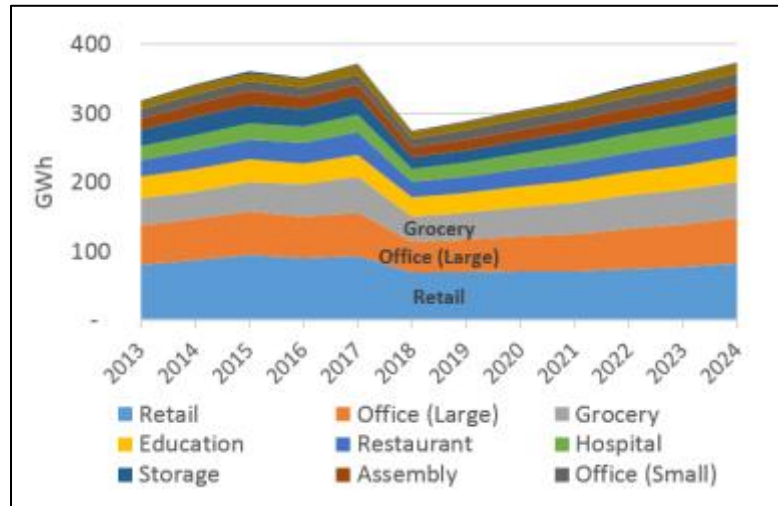 400
300
200
100
-
GWh
Grocery
Office (Large)
Retail
2013 2014 2015 2016 2017 2018 2019 2020 2021 2022 2023 2024
Retail Office (Large) Grocery
Education Restaurant Hospital
Storage Assembly Office (Small)